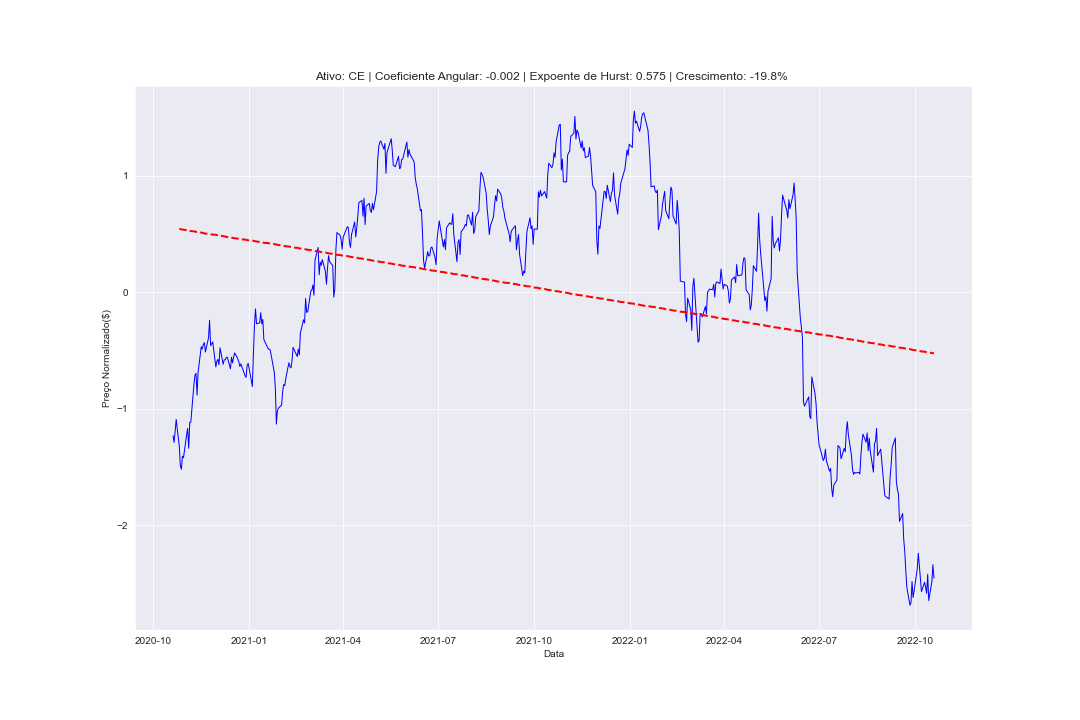 Ativo: CE | Coeficiente Angular: -0.002 | Expoente de Hurst: 0.575 | Crescimento: -19.8%
Preço Normalizado($)
1
0
−1
−2
2020-10 2021-01 2021-04 2021-07 2021-10 2022-01 2022-04 2022-07 2022-10
Data